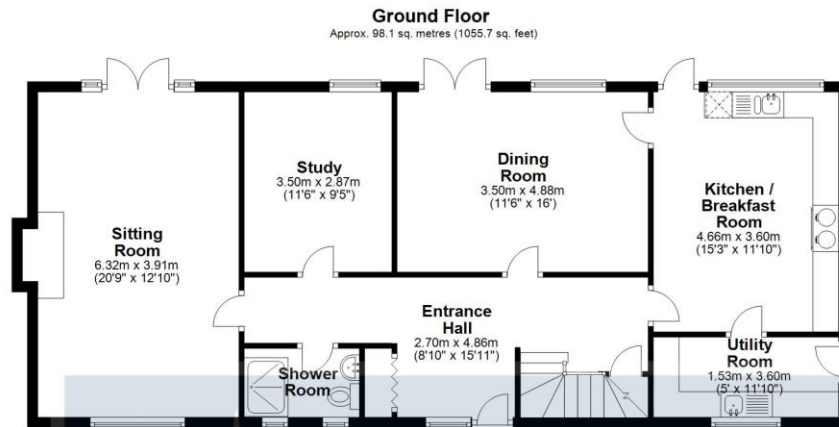 Ground Floor
Approx. 98.1 sq. metres (1055.7 sq. feet)
Study
3.50m x 2.87m
(11'6" x 9'5")
Dining
Room
3.50m x 4.88m
(11'6" x 16')
Kitchen /
Breakfast
Room
4.66m x 3.60m
(15'3" x 11'10")
Sitting
Room
6.32m x 3.91m
(20'9" x 12'10")
Entrance
Hall
2.70m x 4.86m
(8'10" x 15'11")
Shower
Room
Utility
Room
1.53m x 3.60m
(5' x 11'10")